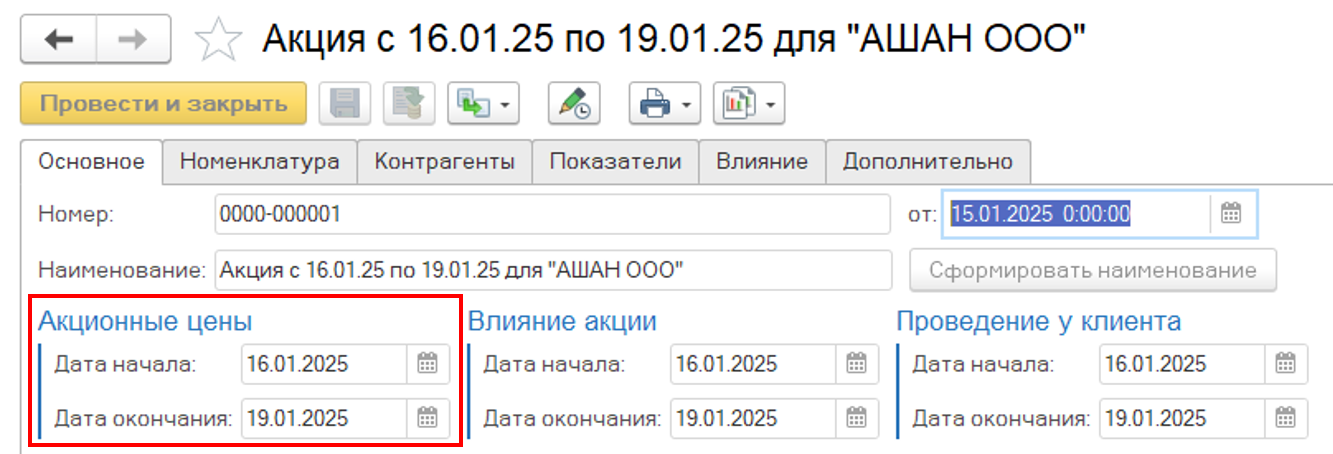 Акция с 16.01.25 по 19.01.25 для "АШАН ООО"
Провести и закрыть
Основное Номенклатура Контрагенты Показатели Влияние Дополнительно
Номер: 0000-000001 от: 15.01.2025 0:00:00
Наименование: Акция с 16.01.25 по 19.01.25 для "АШАН ООО" Сформировать наименование
Акционные цены Влияние акции Проведение у клиента
Дата начала: 16.01.2025 Дата начала: 16.01.2025 Дата начала: 16.01.2025
Дата окончания: 19.01.2025 Дата окончания: 19.01.2025 Дата окончания: 19.01.2025